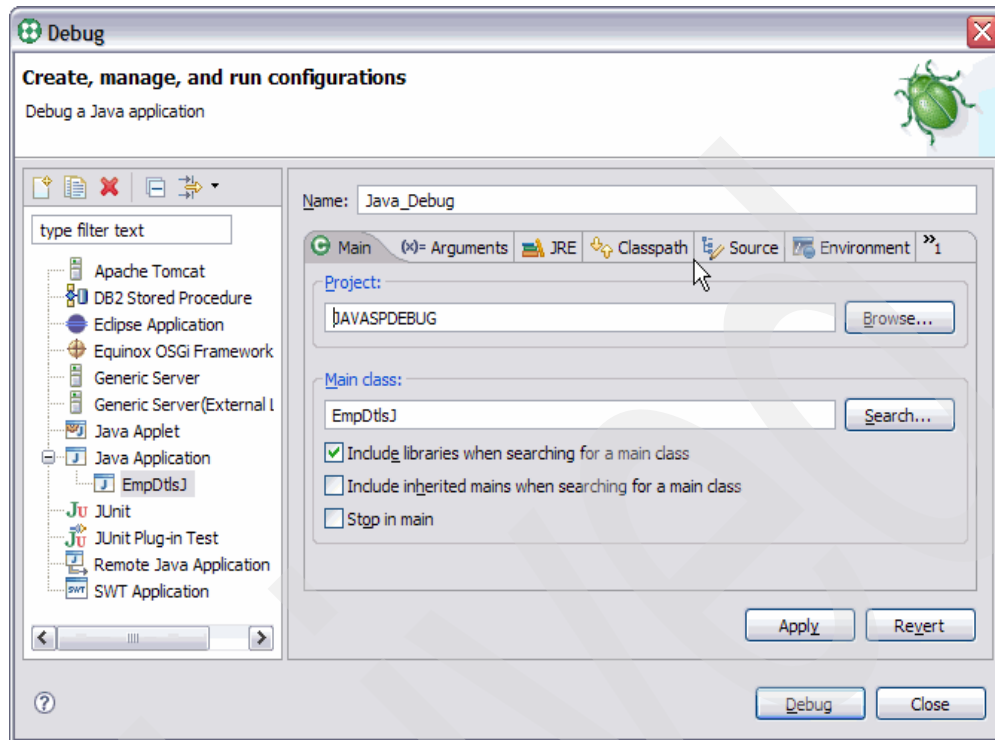 Debug
Create, manage, and run configurations
Debug a Java application
type filter text
Apache Tomcat
DB2 Stored Procedure
Eclipse Application
Equinox OSGi Framework
Generic Server
Generic Server(External L
Java Applet
Java Application
EmpDtlsJ
JUnit
JUnit Plug-in Test
Remote Java Application
SWT Application
Name: Java_Debug
Main (x)= Arguments JRE Classpath Source Environment »1
Project:
JAVASPDEBUG Browse...
Main class:
EmpDtlsJ Search...
Include libraries when searching for a main class
Include inherited mains when searching for a main class
Stop in main
Apply Revert
Debug Close